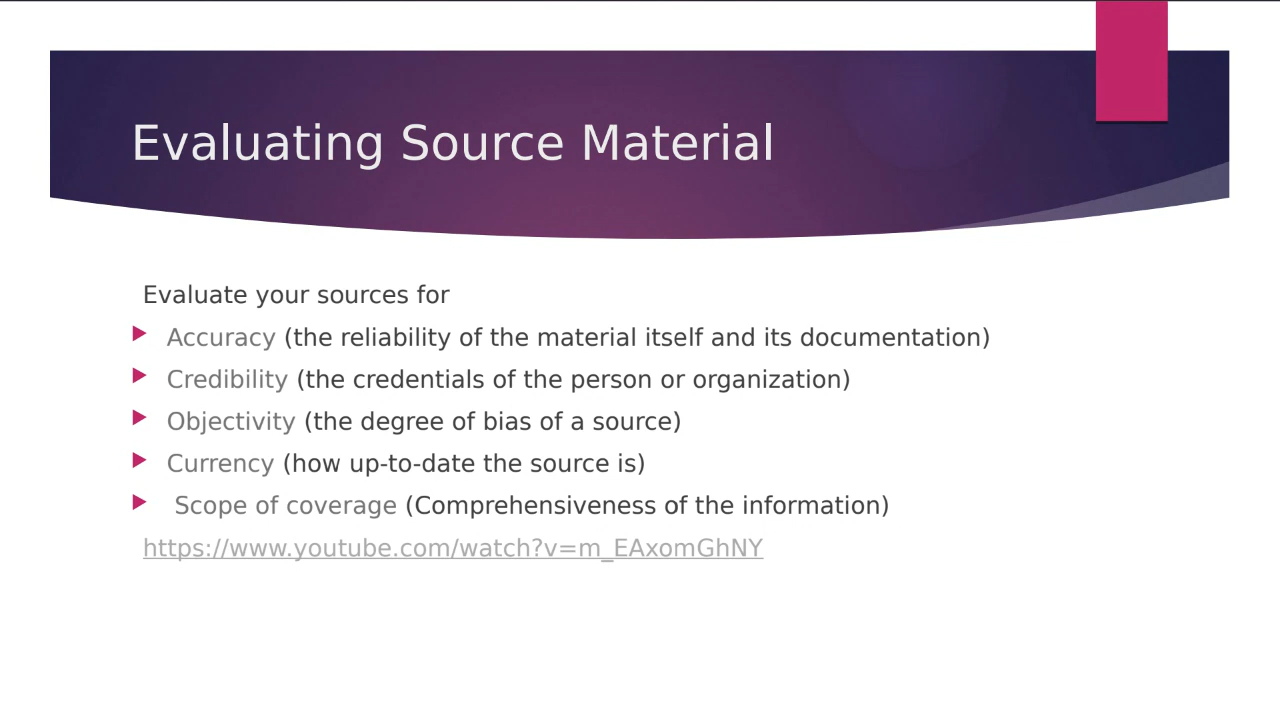 Evaluating Source Material
Evaluate your sources for
Accuracy (the reliability of the material itself and its documentation)
Credibility (the credentials of the person or organization)
Objectivity (the degree of bias of a source)
Currency (how up-to-date the source is)
Scope of coverage (Comprehensiveness of the information)
https://www.youtube.com/watch?v=m_EAxomGhNY